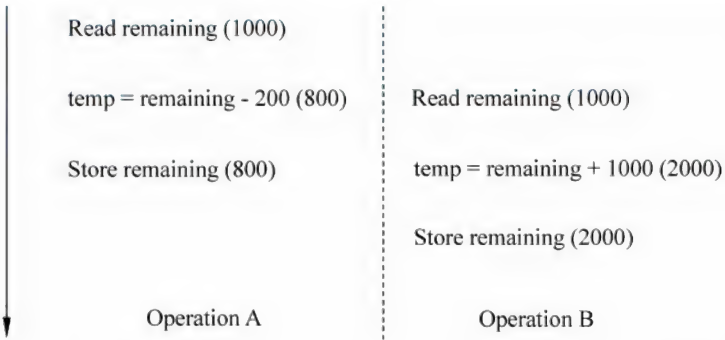 Read remaining (1000)
temp = remaining - 200 (800)
Read remaining (1000)
Store remaining (800)
temp = remaining + 1000 (2000)
Store remaining (2000)
Operation A
Operation B